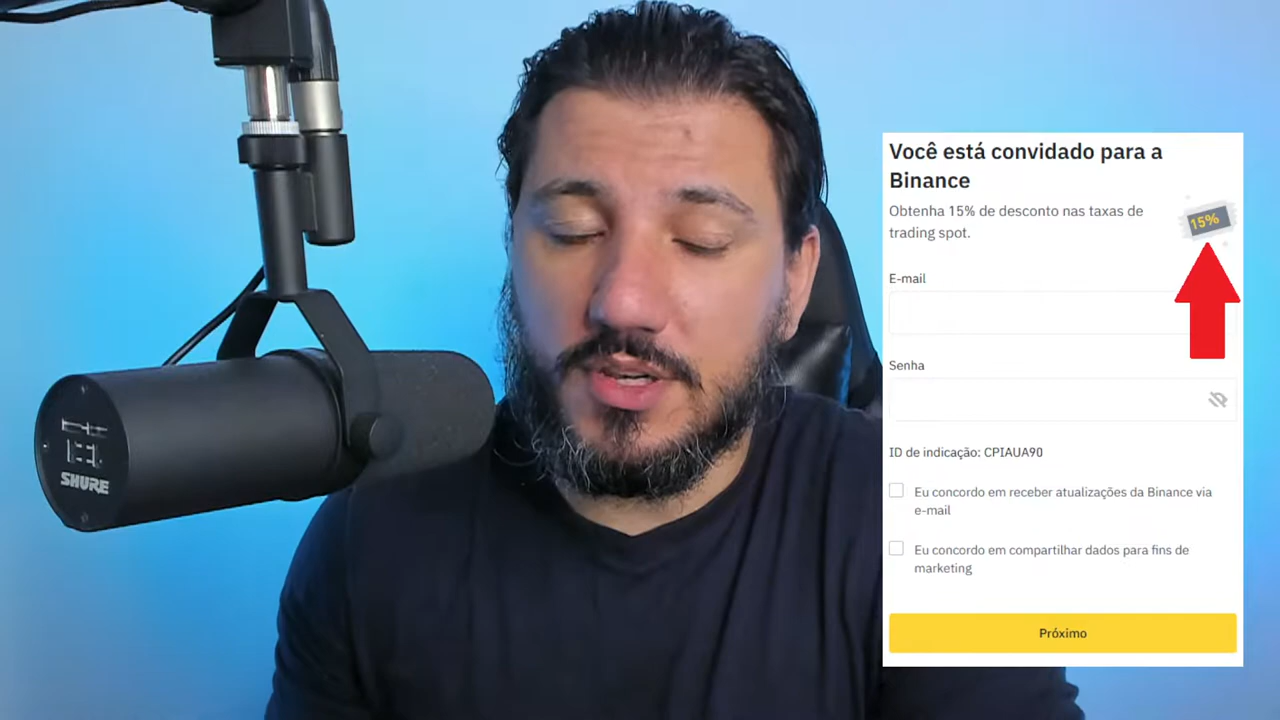 SHURE
Você está convidado para a
Binance
Obtenha 15% de desconto nas taxas de
trading spot.
15%
E-mail
Senha
ID de indicação: CPIAUA90
Eu concordo em receber atualizações da Binance via
e-mail
Eu concordo em compartilhar dados para fins de
marketing
Próximo